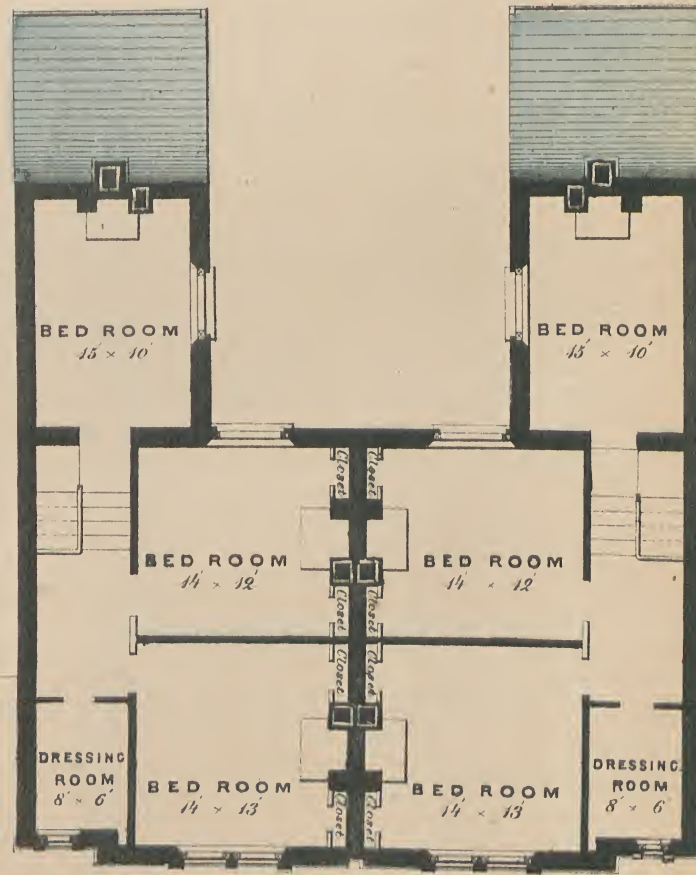 BED ROOM
15' × 10'
BED ROOM
15' × 10'
Closet
Closet
BED ROOM
14' × 12'
BED ROOM
14' × 12'
Closet
Closet
Closet
Closet
DRESSING
ROOM
8' × 6'
BED ROOM
14' × 13'
BED ROOM
14' × 13'
DRESSING
ROOM
8' × 6'
Closet
Closet